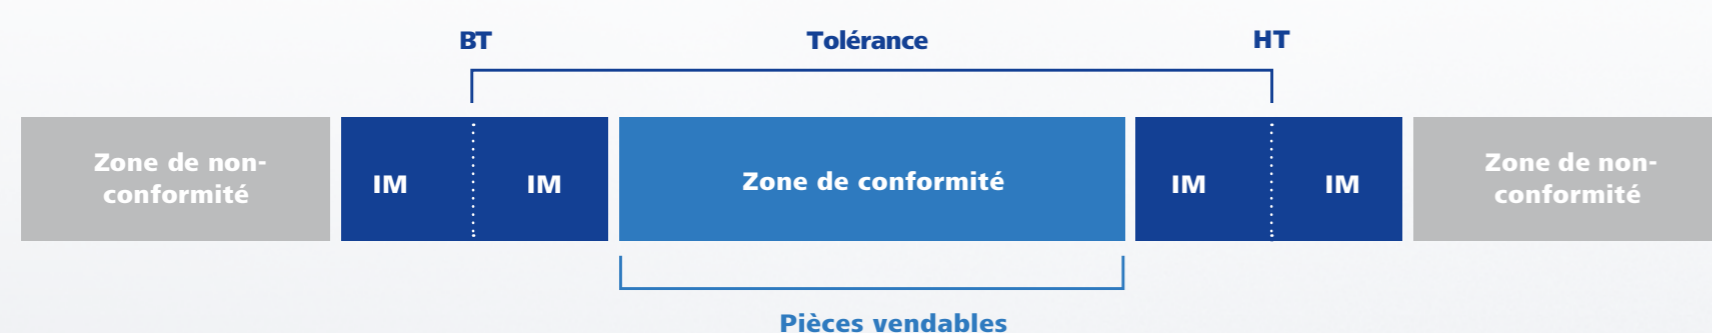 BT
Tolérance
HT
Zone de non-
conformité
IM
IM
Zone de conformité
IM
IM
Zone de non-
conformité
Pièces vendables